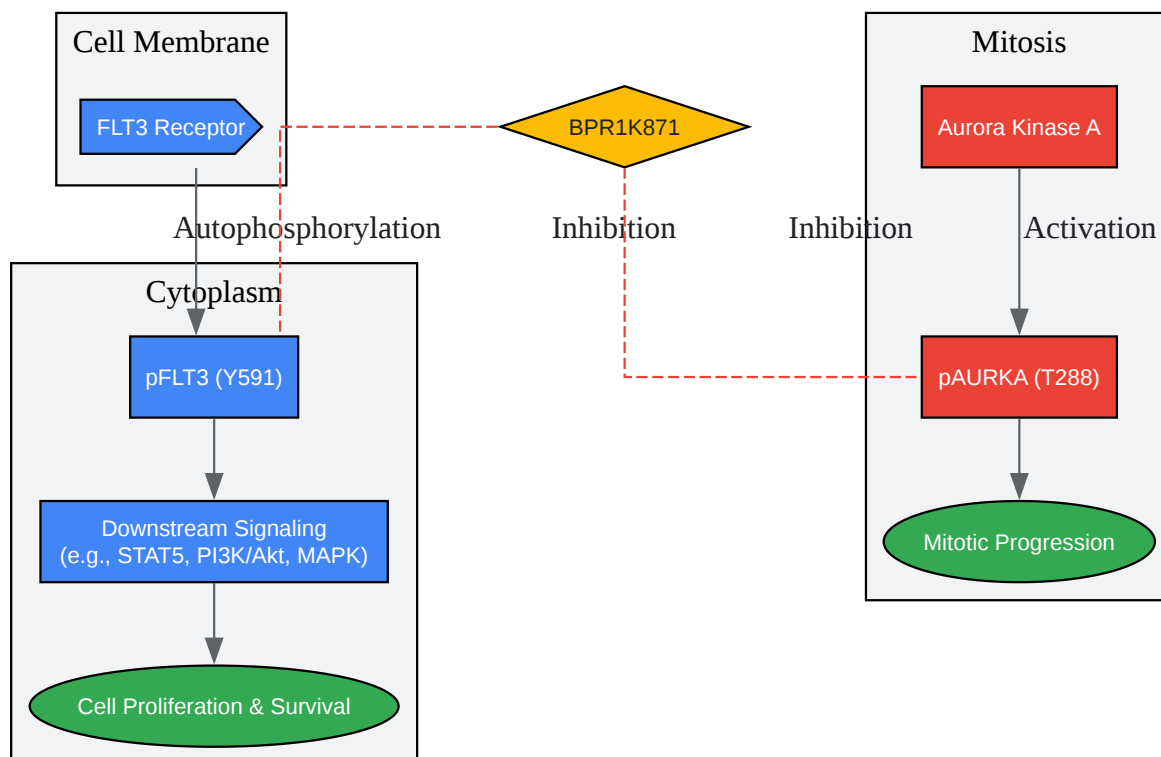 Cell Membrane
Mitosis
FLT3 Receptor
BPR1K871
Aurora Kinase A
Autophosphorylation
Inhibition
Inhibition
Activation
Cytoplasm
pFLT3 (Y591)
pAURKA (T288)
Downstream Signaling
(e.g., STAT5, PI3K/Akt, MAPK)
Mitotic Progression
Cell Proliferation & Survival